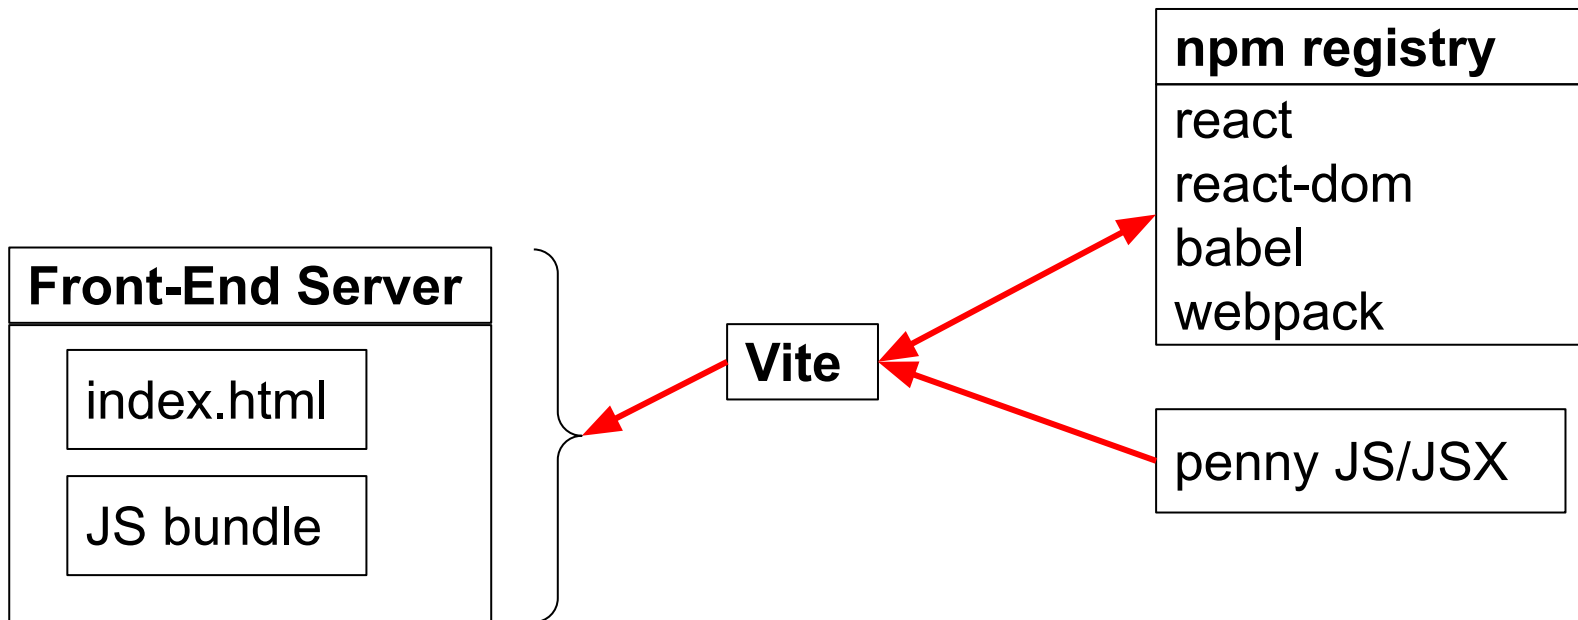 npm registry
react
react-dom
babel
webpack
Front-End Server
index.html
JS bundle
Vite
penny JS/JSX